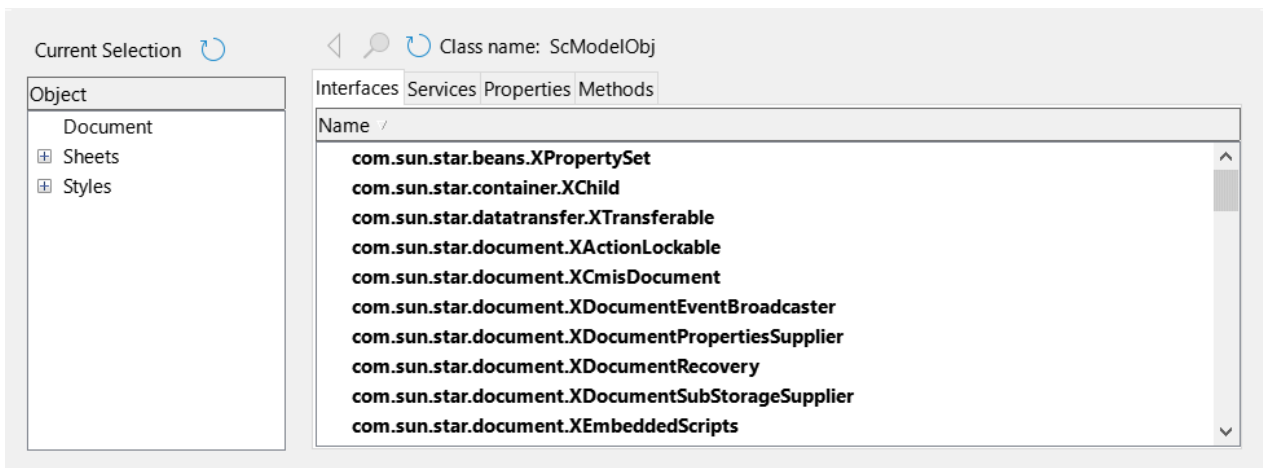 Current Selection
Class name: ScModelObj
Object
Document
Sheets
Styles
Interfaces Services Properties Methods
Name
com.sun.star.beans.XPropertySet
com.sun.star.container.XChild
com.sun.star.datatransfer.XTransferable
com.sun.star.document.XActionLockable
com.sun.star.document.XCmisDocument
com.sun.star.document.XDocumentEventBroadcaster
com.sun.star.document.XDocumentPropertiesSupplier
com.sun.star.document.XDocumentRecovery
com.sun.star.document.XDocumentSubStorageSupplier
com.sun.star.document.XEmbeddedScripts